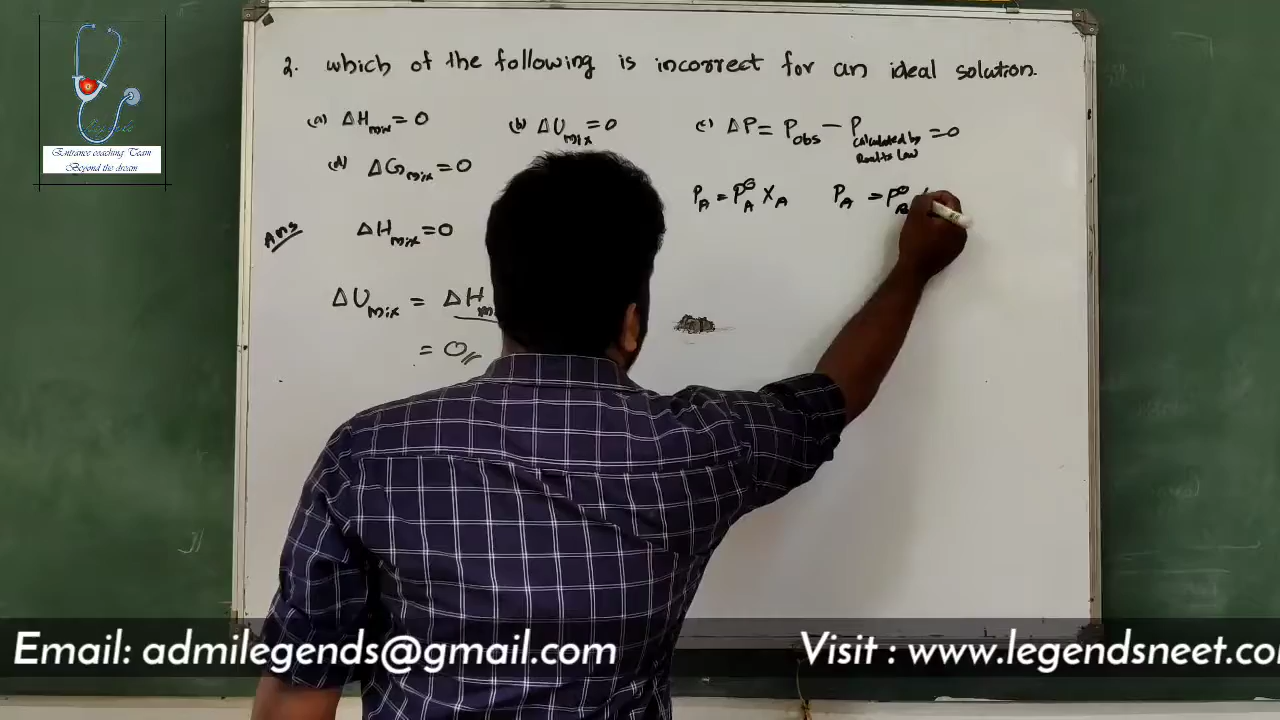 Entrance coaching Team
Beyond the dream
2. which of the following is incorrect for an ideal solution.
(a) ΔHmix = 0 (b) ΔUmix = 0 (c) ΔP = Pobs − P calculated by Raoults Law = 0
(d) ΔGmix = 0
PA = P°A XA PA = P°B
Ans ΔHmix = 0
ΔUmix = ΔH
= 0
Email: admilegends@gmail.com Visit : www.legendsneet.co